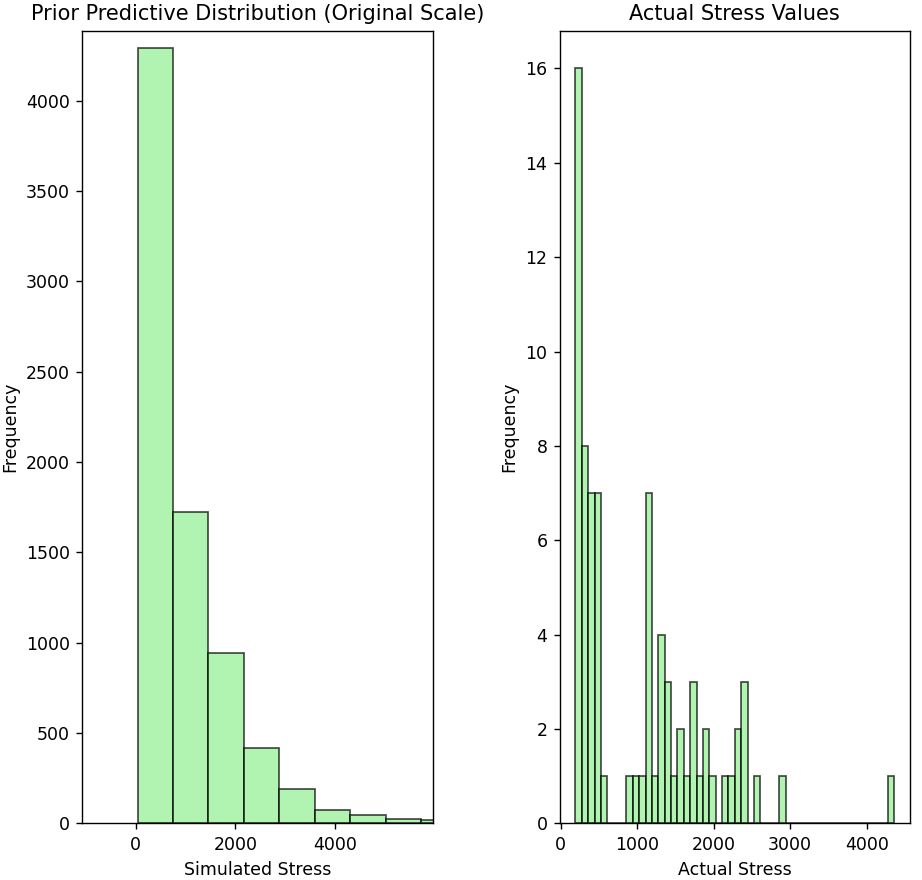 Prior Predictive Distribution (Original Scale)
Frequency
4000
3500
3000
2500
2000
1500
1000
500
0
0 2000 4000
Simulated Stress
Actual Stress Values
Frequency
16
14
12
10
8
6
4
2
0
0 1000 2000 3000 4000
Actual Stress